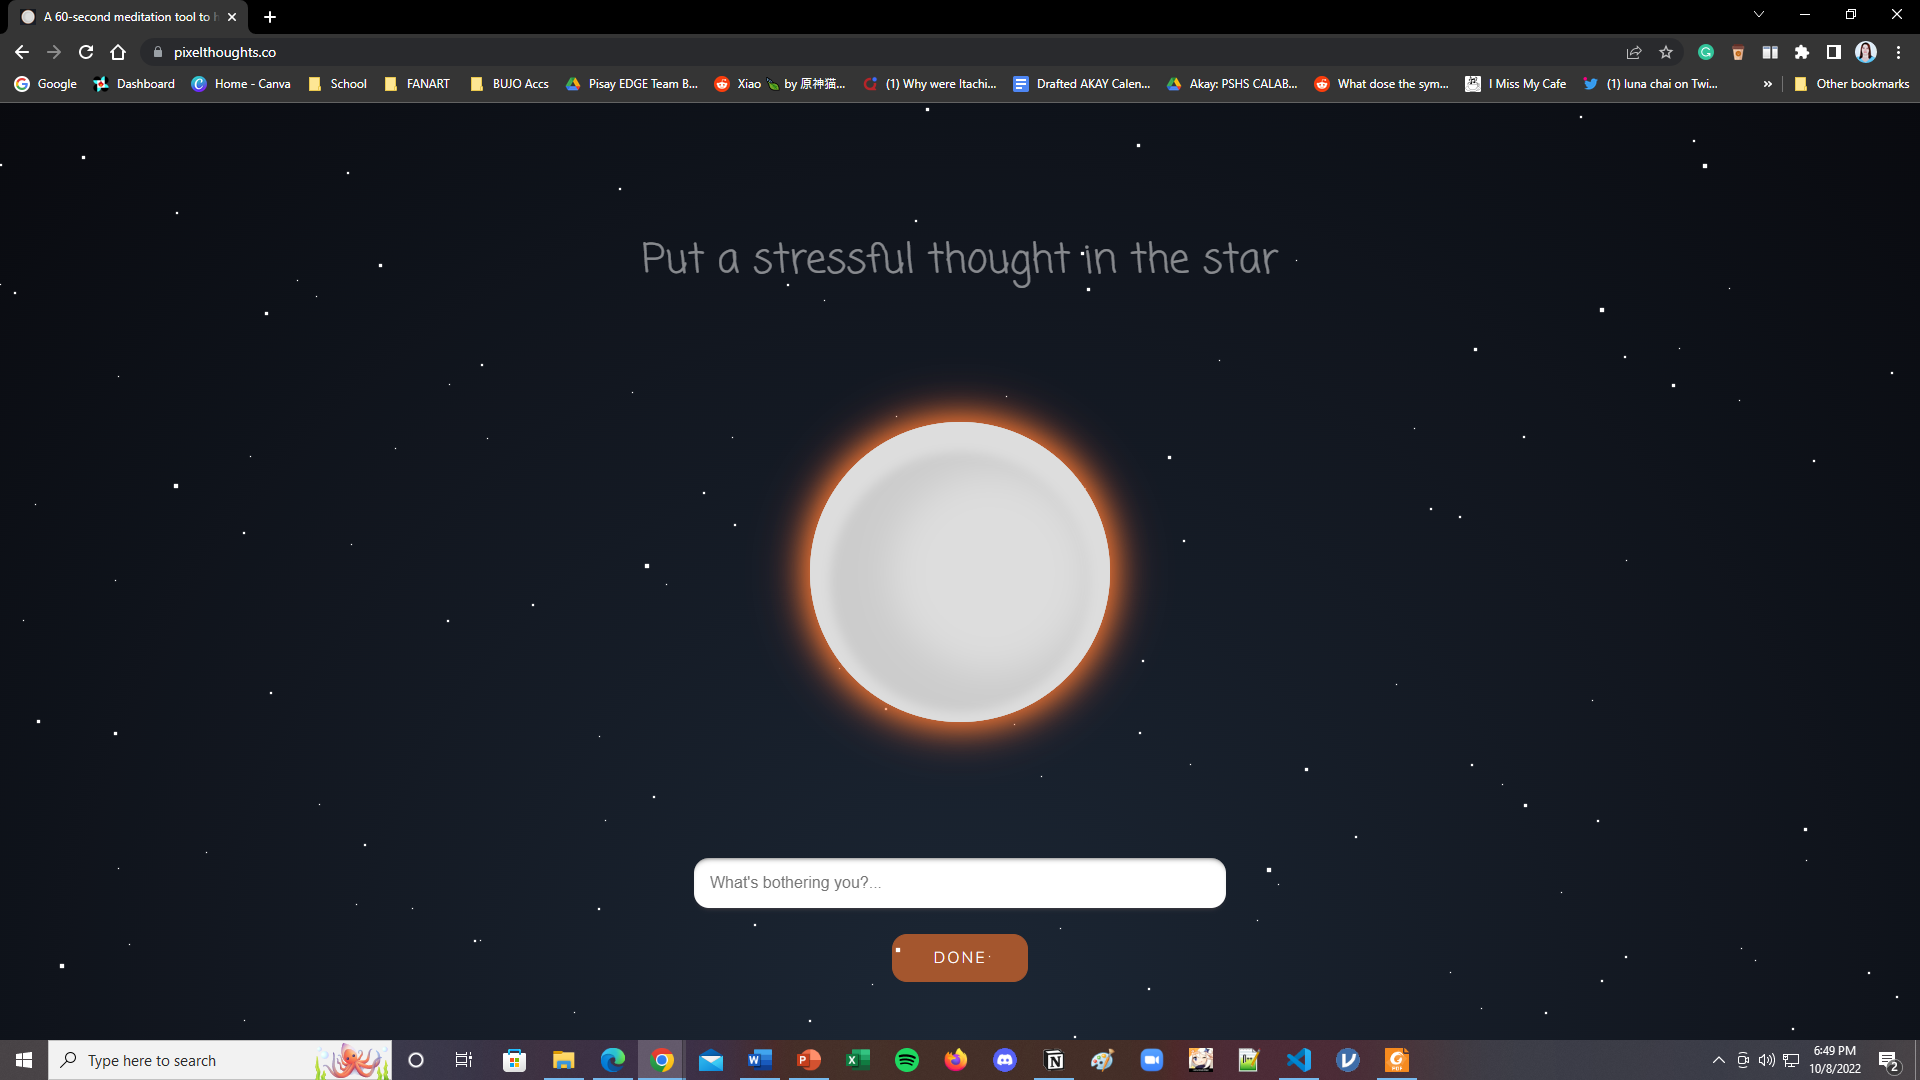 A 60-second meditation tool to h
pixelthoughts.co
Google
Dashboard
Home - Canva
School
FANART
BUJO Accs
Pisay EDGE Team B...
Xiao 🍃 by 原神猫...
(1) Why were Itachi...
Drafted AKAY Calen...
Akay: PSHS CALAB...
What dose the sym...
I Miss My Cafe
(1) luna chai on Twi...
»
Other bookmarks
Put a stressful thought in the star
What's bothering you?...
DONE
Type here to search
6:49 PM
10/8/2022
2